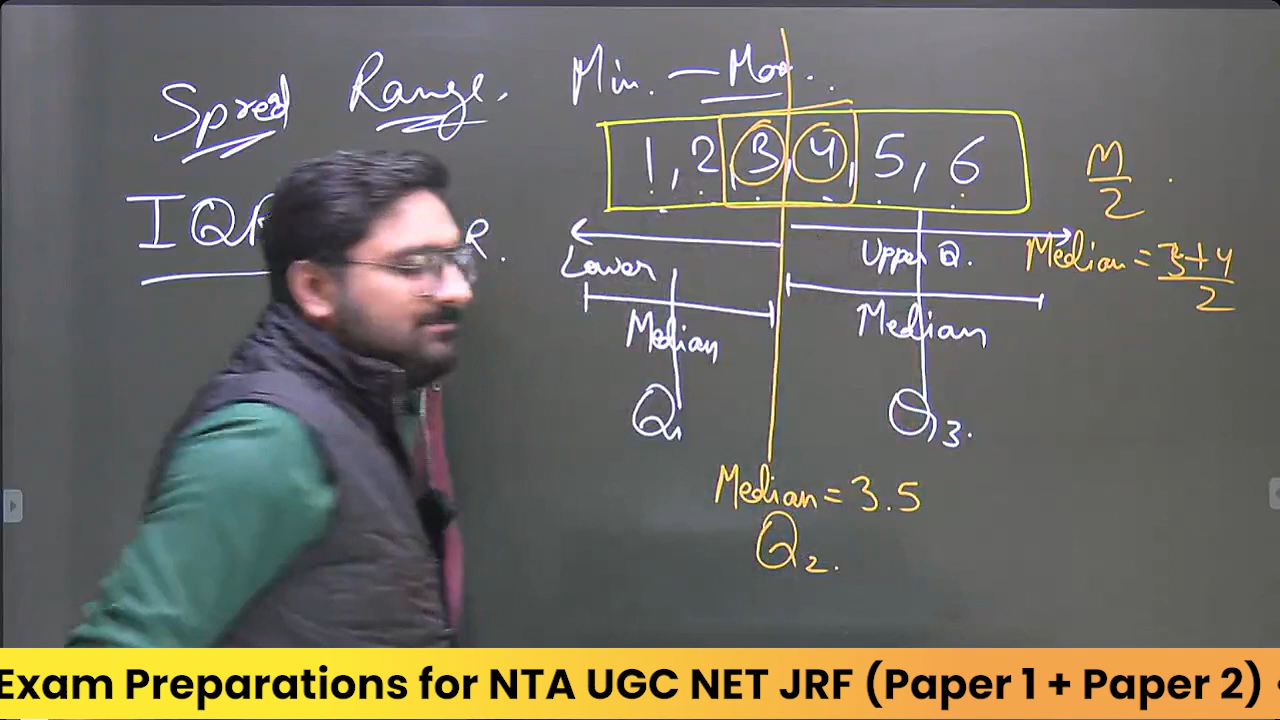 Spred Range. Min. — Max.
1, 2, 3, 4, 5, 6
M/2
IQR R.
Lower Upper Q. Median = 3+4/2
Median Median
Q1 Q3.
Median = 3.5
Q2.
Exam Preparations for NTA UGC NET JRF (Paper 1 + Paper 2)